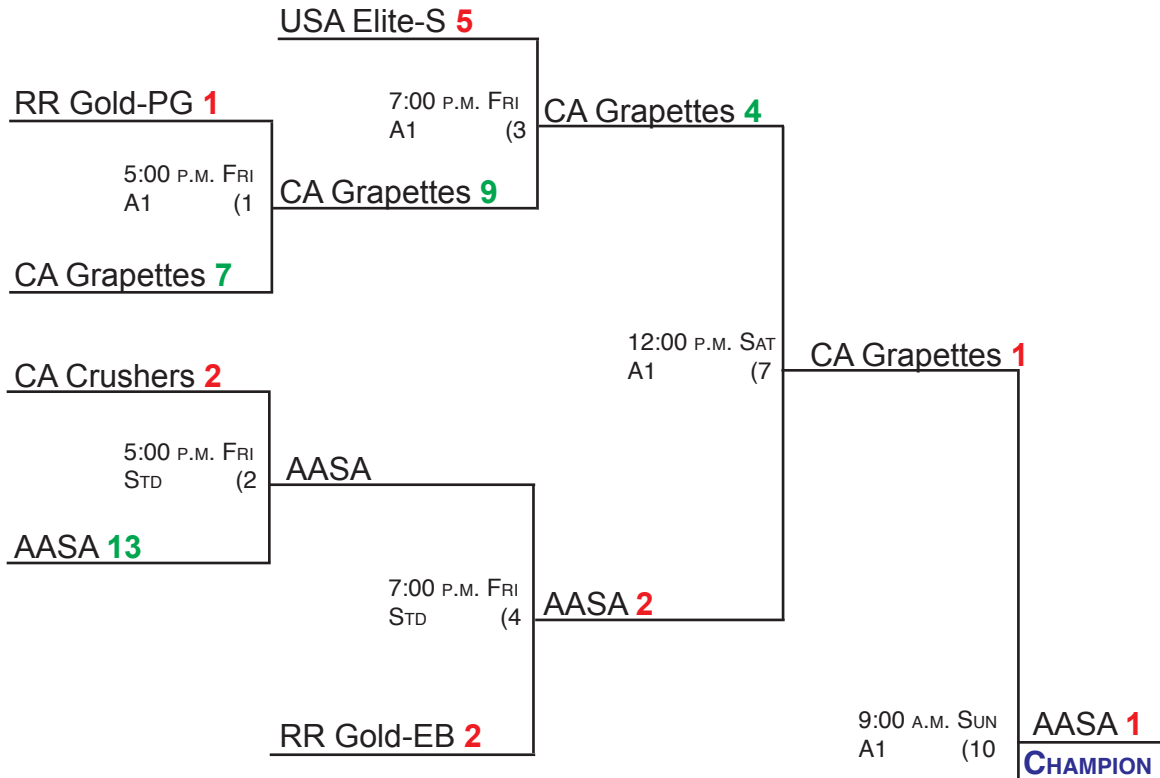 USA Elite-S 5
RR Gold-PG 1
7:00 P.M. FRI
A1 (3
CA Grapettes 4
5:00 P.M. FRI
A1 (1
CA Grapettes 9
CA Grapettes 7
12:00 P.M. SAT
A1 (7
CA Grapettes 1
CA Crushers 2
5:00 P.M. FRI
STD (2
AASA
AASA 13
7:00 P.M. FRI
STD (4
AASA 2
RR Gold-EB 2
9:00 A.M. SUN
A1 (10
AASA 1
CHAMPION